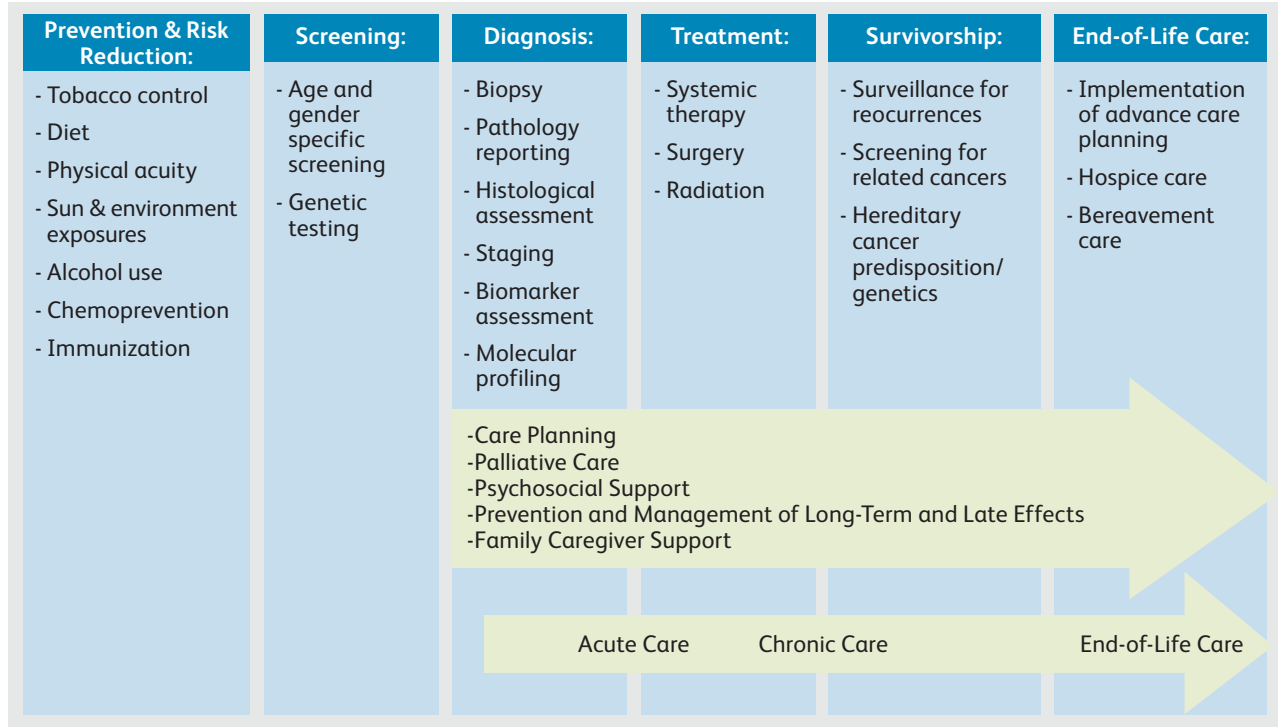 Prevention & Risk
Reduction:
- Tobacco control
- Diet
- Physical acuity
- Sun & environment
exposures
- Alcohol use
- Chemoprevention
- Immunization
Screening:
- Age and
gender
specific
screening
- Genetic
testing
Diagnosis:
- Biopsy
- Pathology
reporting
- Histological
assessment
- Staging
- Biomarker
assessment
- Molecular
profiling
Treatment:
- Systemic
therapy
- Surgery
- Radiation
Survivorship:
- Surveillance for
reocurrences
- Screening for
related cancers
- Hereditary
cancer
predisposition/
genetics
End-of-Life Care:
- Implementation
of advance care
planning
- Hospice care
- Bereavement
care
-Care Planning
-Palliative Care
-Psychosocial Support
-Prevention and Management of Long-Term and Late Effects
-Family Caregiver Support
Acute Care Chronic Care End-of-Life Care